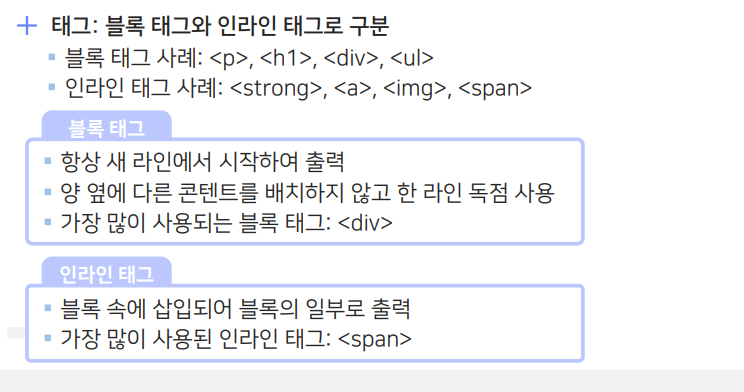 태그: 블록 태그와 인라인 태그로 구분
블록 태그 사례: <p>, <h1>, <div>, <ul>
인라인 태그 사례: <strong>, <a>, <img>, <span>
블록 태그
항상 새 라인에서 시작하여 출력
양 옆에 다른 콘텐트를 배치하지 않고 한 라인 독점 사용
가장 많이 사용되는 블록 태그: <div>
인라인 태그
블록 속에 삽입되어 블록의 일부로 출력
가장 많이 사용된 인라인 태그: <span>